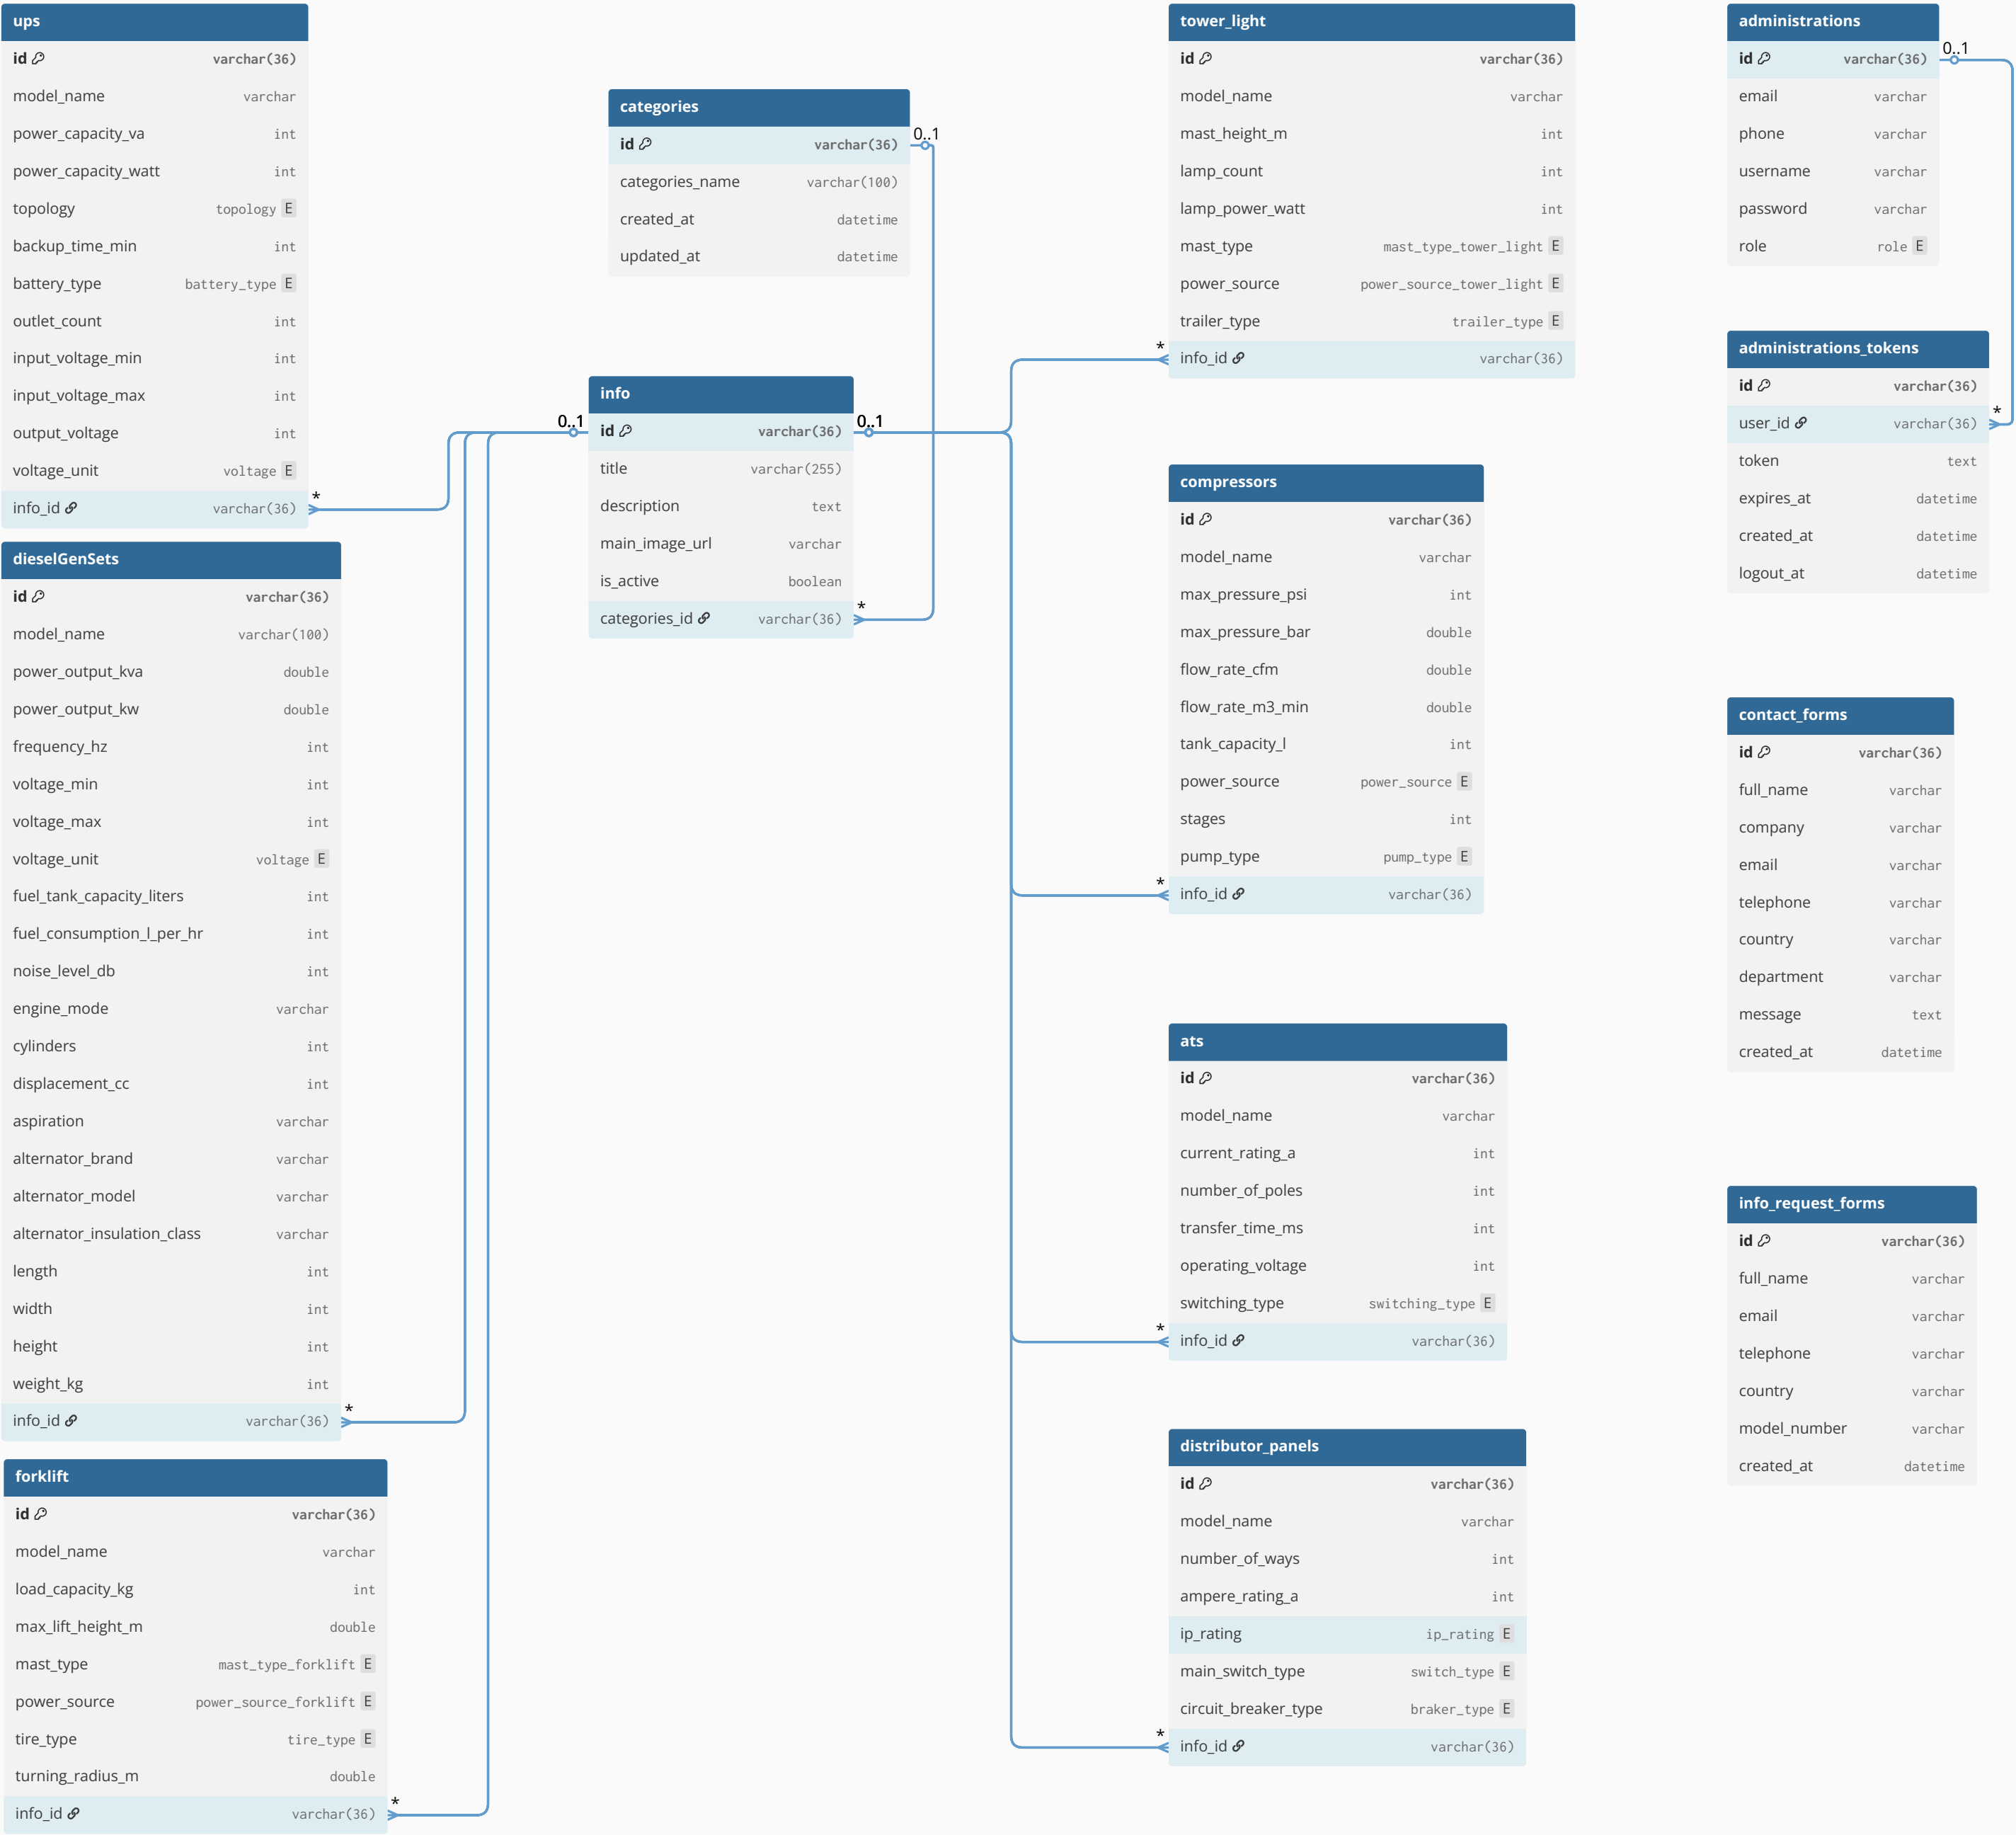 ups
id varchar(36)
model_name varchar
power_capacity_va int
power_capacity_watt int
topology topology E
backup_time_min int
battery_type battery_type E
outlet_count int
input_voltage_min int
input_voltage_max int
output_voltage int
voltage_unit voltage E
info_id varchar(36)
*
dieselGenSets
id varchar(36)
model_name varchar(100)
power_output_kva double
power_output_kw double
frequency_hz int
voltage_min int
voltage_max int
voltage_unit voltage E
fuel_tank_capacity_liters int
fuel_consumption_l_per_hr int
noise_level_db int
engine_mode varchar
cylinders int
displacement_cc int
aspiration varchar
alternator_brand varchar
alternator_model varchar
alternator_insulation_class varchar
length int
width int
height int
weight_kg int
info_id varchar(36)
*
forklift
id varchar(36)
model_name varchar
load_capacity_kg int
max_lift_height_m double
mast_type mast_type_forklift E
power_source power_source_forklift E
tire_type tire_type E
turning_radius_m double
info_id varchar(36)
*
categories
id varchar(36)
0..1
categories_name varchar(100)
created_at datetime
updated_at datetime
info
0..1
id varchar(36)
0..1
title varchar(255)
description text
main_image_url varchar
is_active boolean
categories_id varchar(36)
*
tower_light
id varchar(36)
model_name varchar
mast_height_m int
lamp_count int
lamp_power_watt int
mast_type mast_type_tower_light E
power_source power_source_tower_light E
trailer_type trailer_type E
*
info_id varchar(36)
compressors
id varchar(36)
model_name varchar
max_pressure_psi int
max_pressure_bar double
flow_rate_cfm double
flow_rate_m3_min double
tank_capacity_l int
power_source power_source E
stages int
pump_type pump_type E
*
info_id varchar(36)
ats
id varchar(36)
model_name varchar
current_rating_a int
number_of_poles int
transfer_time_ms int
operating_voltage int
switching_type switching_type E
*
info_id varchar(36)
distributor_panels
id varchar(36)
model_name varchar
number_of_ways int
ampere_rating_a int
ip_rating ip_rating E
main_switch_type switch_type E
circuit_breaker_type braker_type E
*
info_id varchar(36)
administrations
id varchar(36)
0..1
email varchar
phone varchar
username varchar
password varchar
role role E
administrations_tokens
id varchar(36)
user_id varchar(36)
*
token text
expires_at datetime
created_at datetime
logout_at datetime
contact_forms
id varchar(36)
full_name varchar
company varchar
email varchar
telephone varchar
country varchar
department varchar
message text
created_at datetime
info_request_forms
id varchar(36)
full_name varchar
email varchar
telephone varchar
country varchar
model_number varchar
created_at datetime